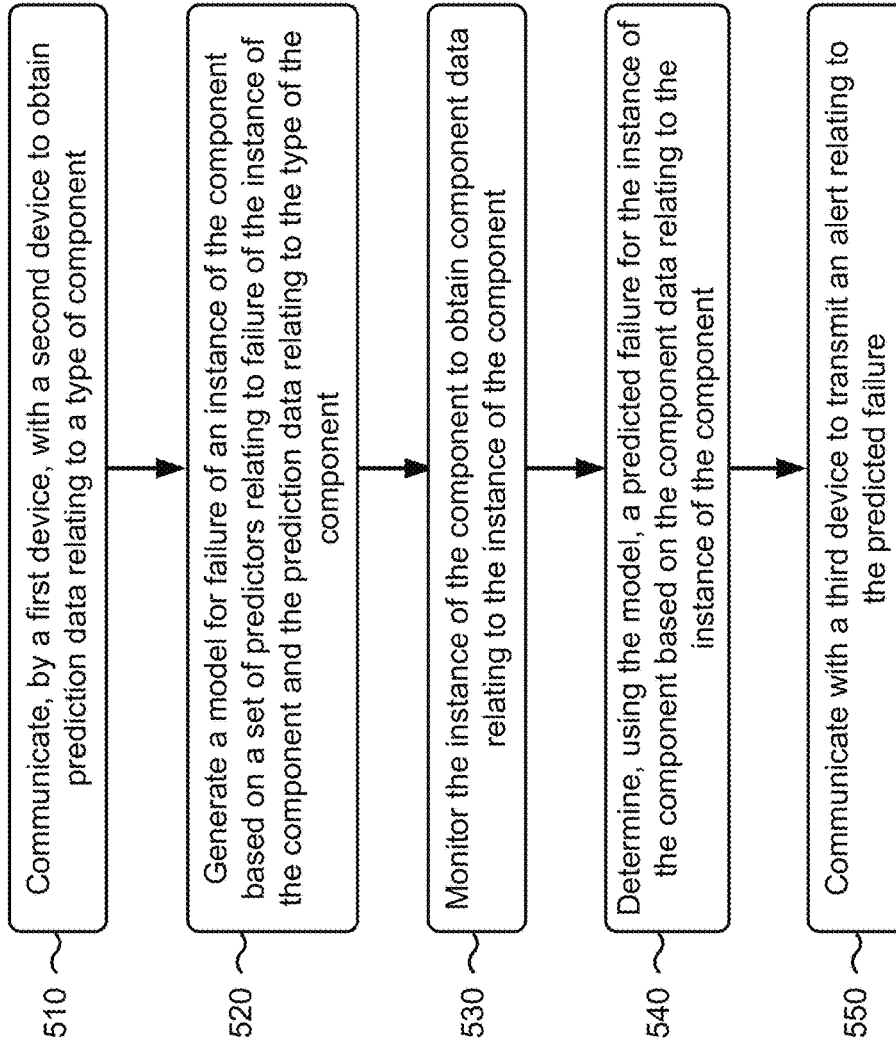 510
Communicate, by a first device, with a second device to obtain
prediction data relating to a type of component
520
Generate a model for failure of an instance of the component
based on a set of predictors relating to failure of the instance of
the component and the prediction data relating to the type of the
component
530
Monitor the instance of the component to obtain component data
relating to the instance of the component
540
Determine, using the model, a predicted failure for the instance of
the component based on the component data relating to the
instance of the component
550
Communicate with a third device to transmit an alert relating to
the predicted failure